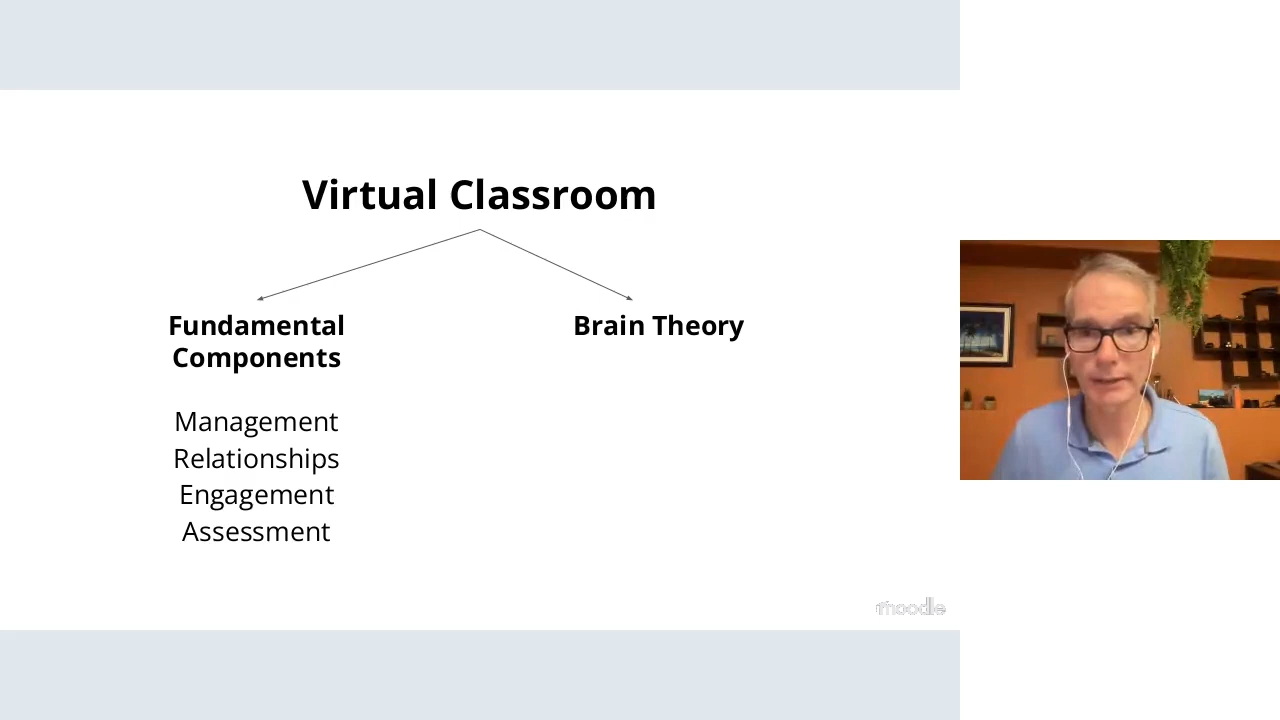 Virtual Classroom
Fundamental
Components
Brain Theory
Management
Relationships
Engagement
Assessment
moodle